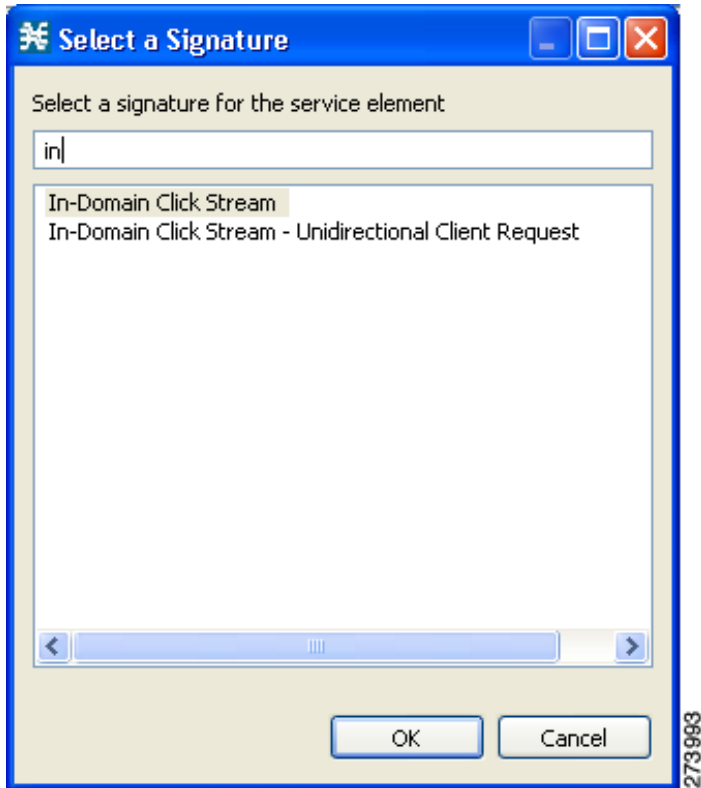 Select a Signature
Select a signature for the service element
in
In-Domain Click Stream
In-Domain Click Stream - Unidirectional Client Request
OK
Cancel
273993